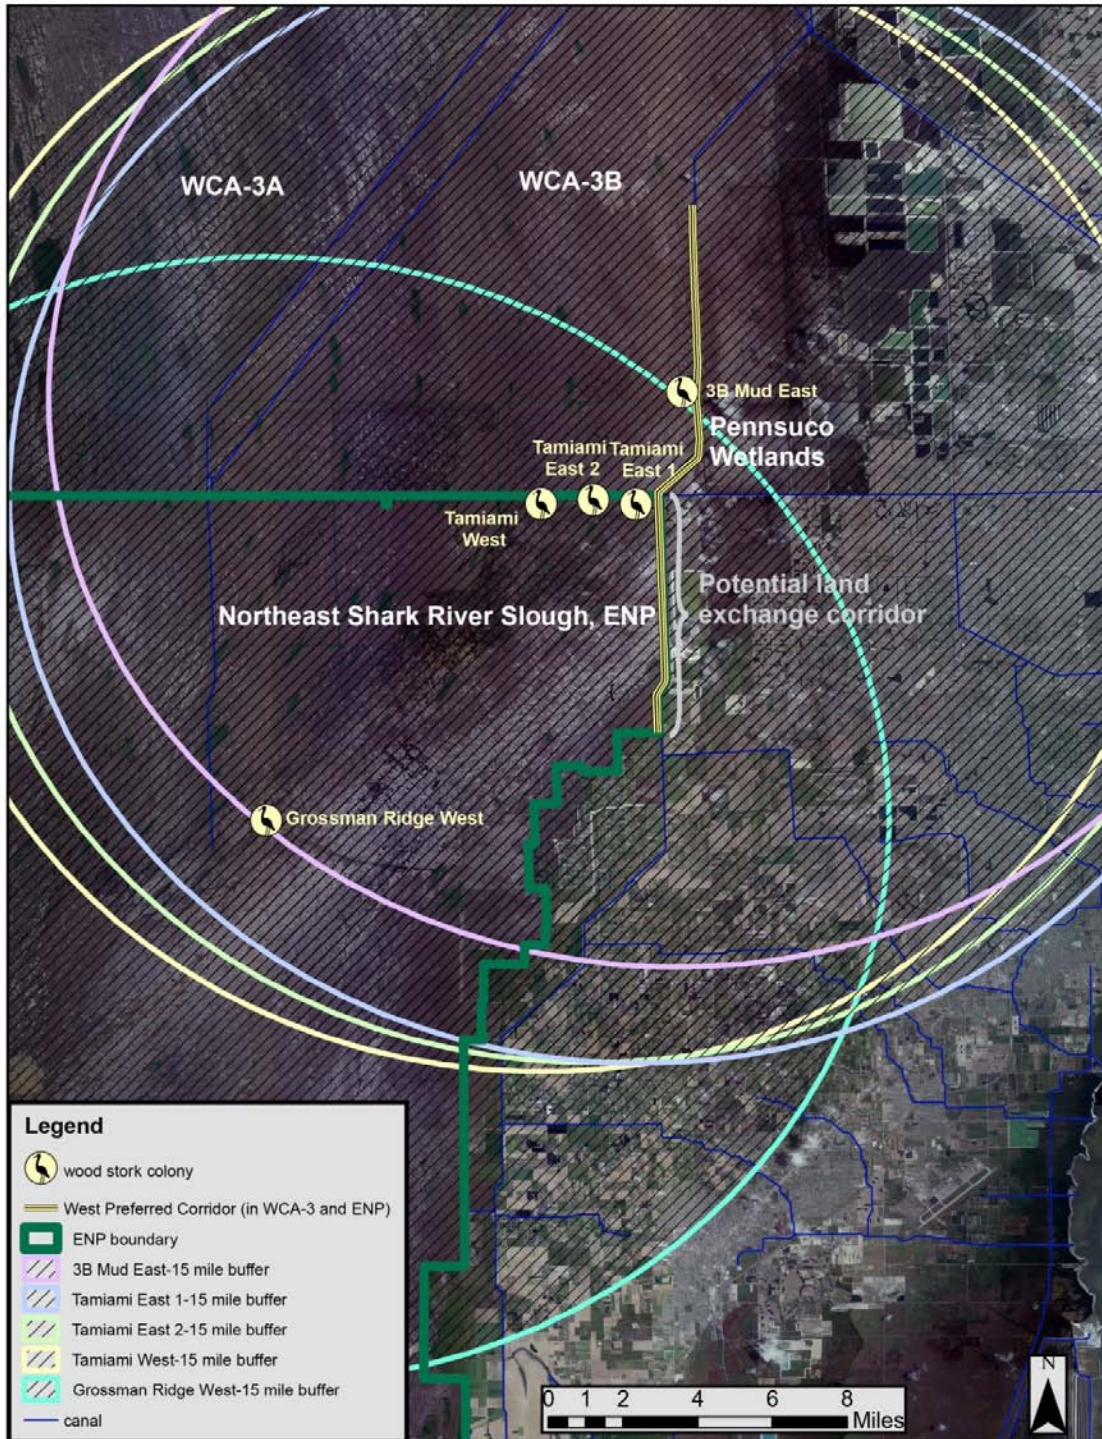 WCA-3A
WCA-3B
3B Mud East
Pennsuco
Wetlands
Tamiami
East 2
Tamiami
East 1
Tamiami
West
Potential land
exchange corridor
Northeast Shark River Slough, ENP
Grossman Ridge West
Legend
wood stork colony
West Preferred Corridor (in WCA-3 and ENP)
ENP boundary
3B Mud East-15 mile buffer
Tamiami East 1-15 mile buffer
Tamiami East 2-15 mile buffer
Tamiami West-15 mile buffer
Grossman Ridge West-15 mile buffer
canal
0 1 2 4 6 8
Miles
N